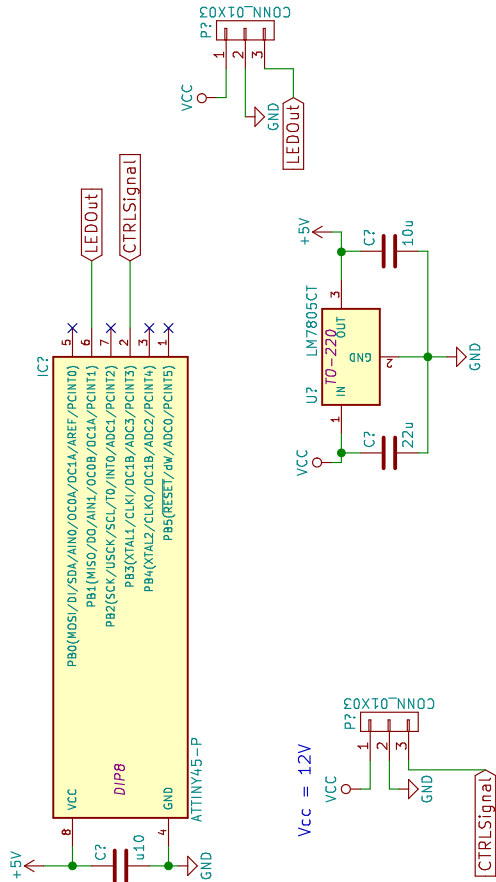 CONN_01X03
P?
1
2
3
VCC
GND
LEDOut
LEDOut
CTRLSignal
IC?
5
6
7
2
3
1
PB0(MOSI/DI/SDA/AIN0/OC0A/OC1A/AREF/PCINT0)
PB1(MISO/DO/AIN1/OC0B/OC1A/PCINT1)
PB2(SCK/USCK/SCL/T0/INT0/ADC1/PCINT2)
PB3(XTAL1/CLKI/OC1B/ADC3/PCINT3)
PB4(XTAL2/CLKO/OC1B/ADC2/PCINT4)
PB5(RESET/dW/ADC0/PCINT5)
DIP8
VCC
GND
ATTINY45-P
8
4
+5V
C?
u10
GND
+5V
C?
10u
3
LM7805CT
U?
TO-220
OUT
GND
IN
2
1
GND
VCC
C?
22u
Vcc = 12V
CONN_01X03
P?
1
2
3
VCC
GND
CTRLSignal